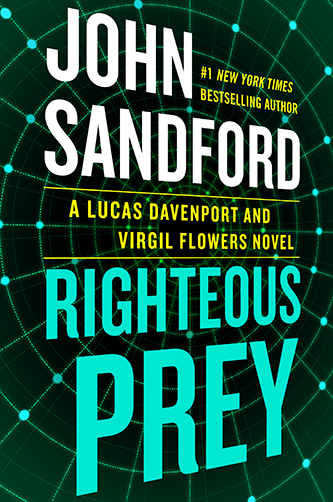 JOHN
#1 NEW YORK TIMES
BESTSELLING AUTHOR
SANDFORD
A LUCAS DAVENPORT AND
VIRGIL FLOWERS NOVEL
RIGHTEOUS
PREY